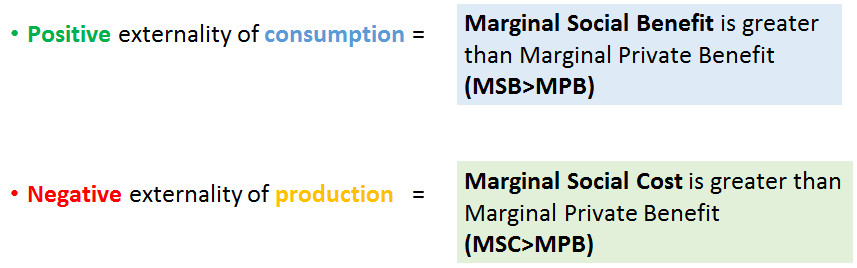 • Positive externality of consumption =
Marginal Social Benefit is greater
than Marginal Private Benefit
(MSB>MPB)
• Negative externality of production =
Marginal Social Cost is greater than
Marginal Private Benefit
(MSC>MPB)